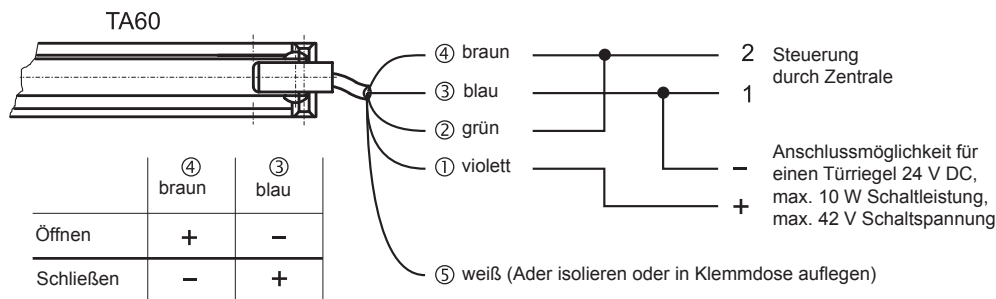 TA60
④ braun
③ blau
② grün
① violett
⑤ weiß (Ader isolieren oder in Klemmdose auflegen)
2
1
Steuerung
durch Zentrale
–
+
Anschlussmöglichkeit für
einen Türriegel 24 V DC,
max. 10 W Schaltleistung,
max. 42 V Schaltspannung
④ ③
braun blau
Öffnen + –
Schließen – +